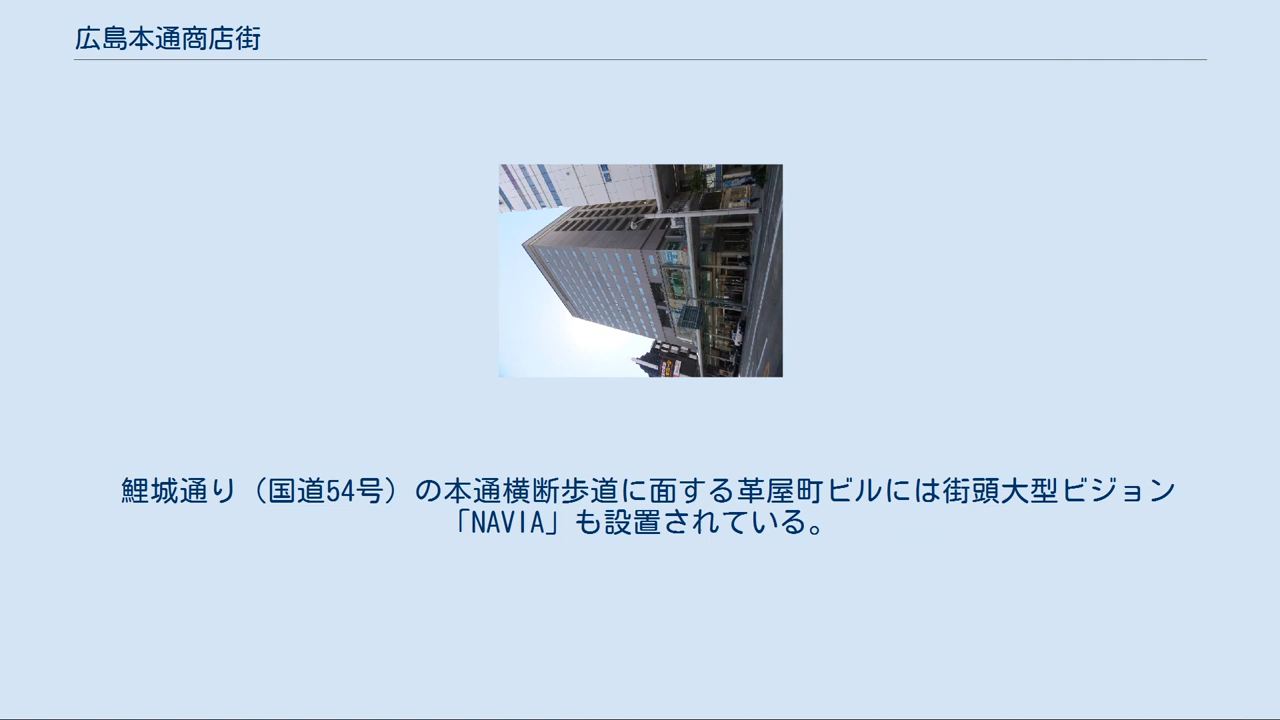 広島本通商店街
鯉城通り（国道54号）の本通横断歩道に面する革屋町ビルには街頭大型ビジョン
「NAVIA」も設置されている。